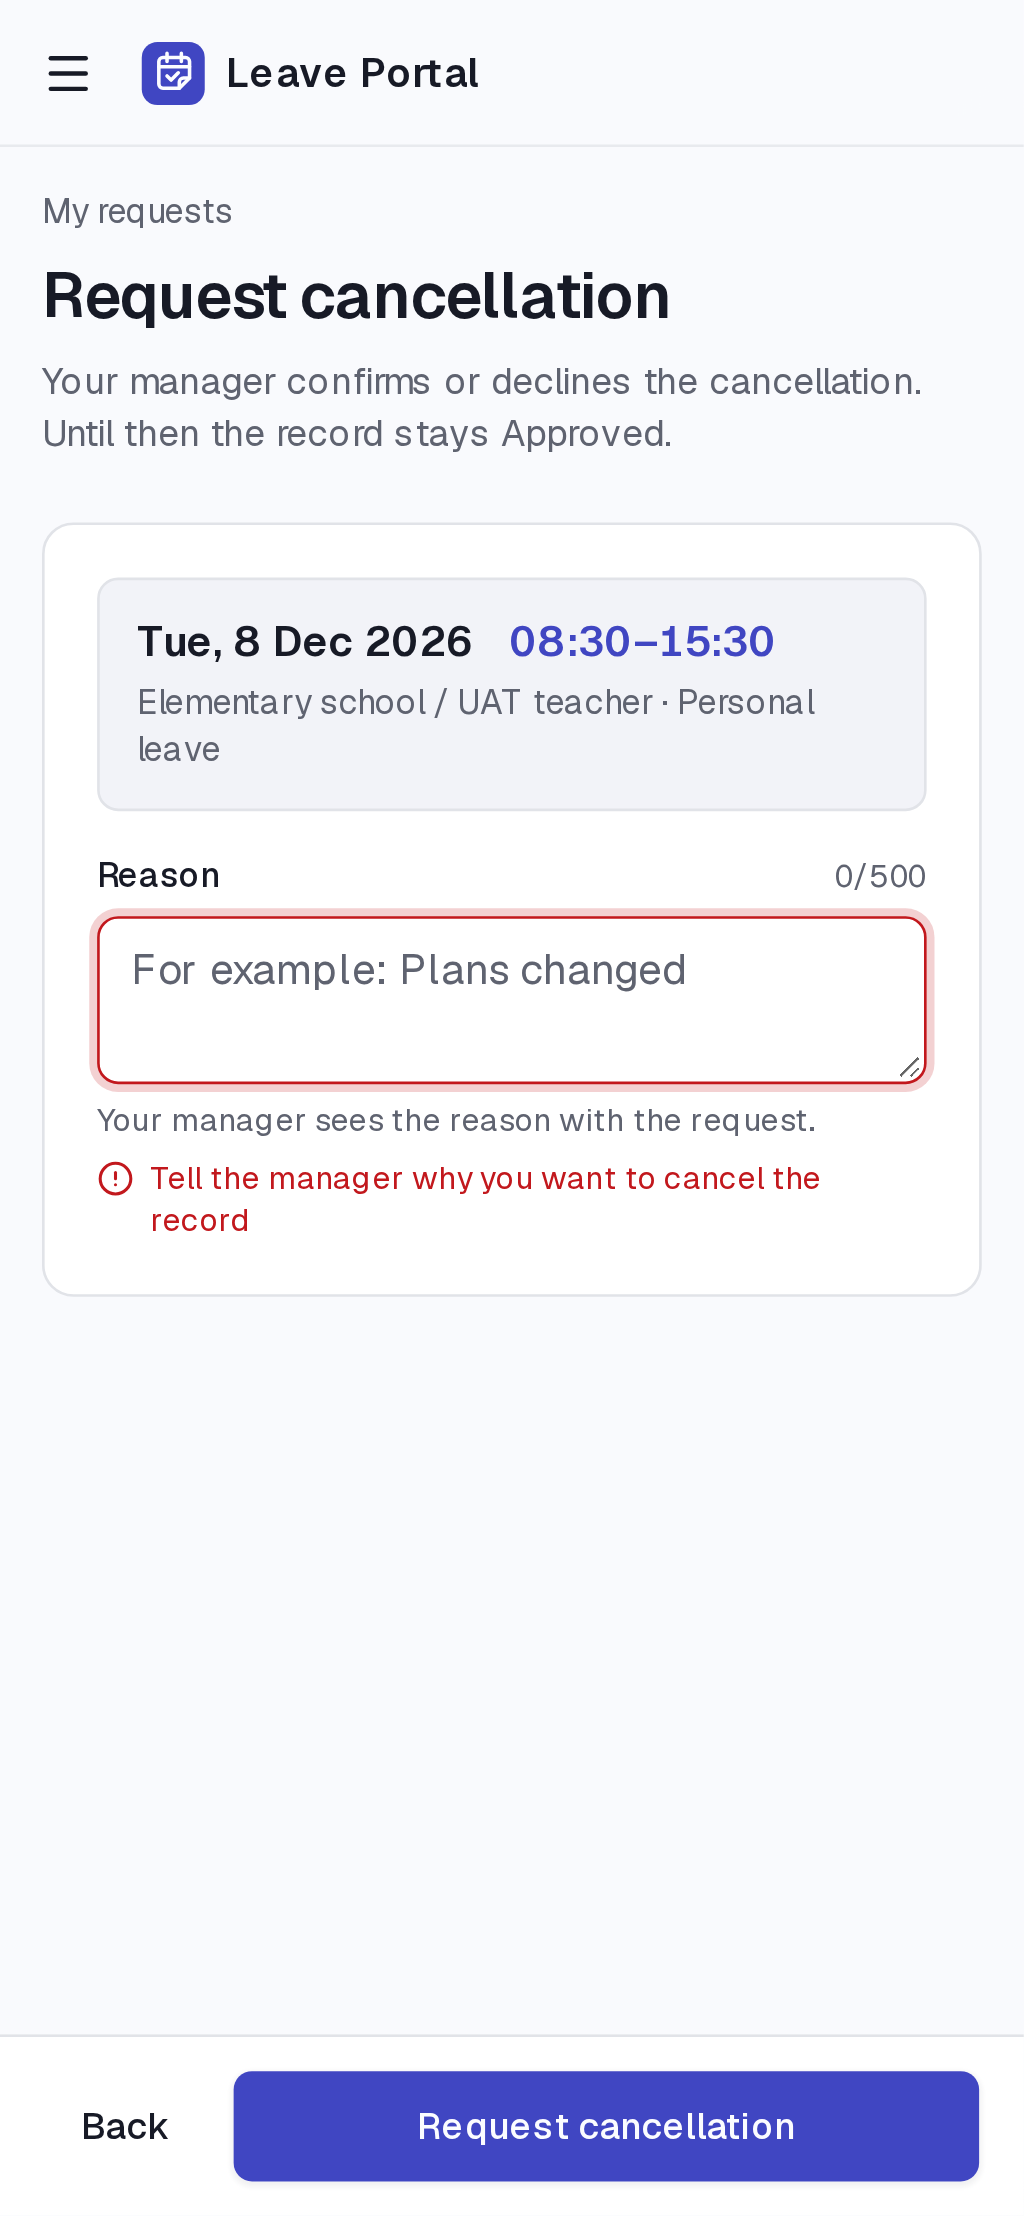 Leave Portal
My requests
Request cancellation
Your manager confirms or declines the cancellation.
Until then the record stays Approved.
Tue, 8 Dec 2026 08:30–15:30
Elementary school / UAT teacher · Personal
leave
Reason 0/500
For example: Plans changed
Your manager sees the reason with the request.
Tell the manager why you want to cancel the
record
Back Request cancellation